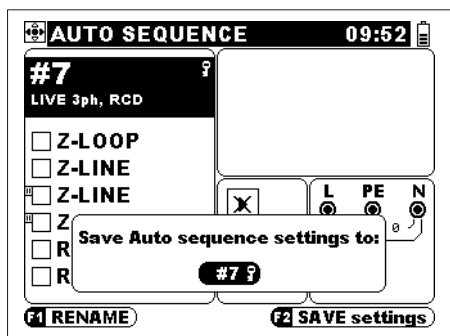 AUTO SEQUENCE 09:52
#7
LIVE 3ph, RCD
Z-LOOP
Z-LINE
Z-LINE
Z
R
R
L PE N
0
Save Auto sequence settings to:
#7
F1 RENAME
F2 SAVE settings